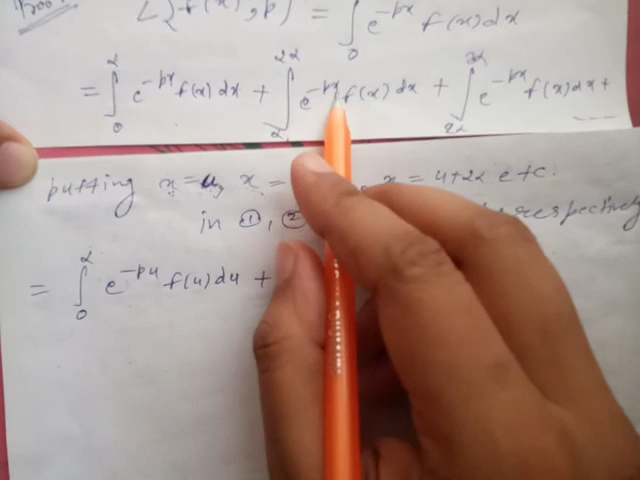 Proof L{f(x), p} = ∫₀ e^{-px} f(x) dx
= ∫₀^α e^{-px} f(x) dx + ∫_α^{2α} e^{-px} f(x) dx + ∫_{2α}^{3α} e^{-px} f(x) dx + ---
putting x = u, x = x = u+2α etc.
in ①, ② respectively
= ∫₀^α e^{-pu} f(u) du +